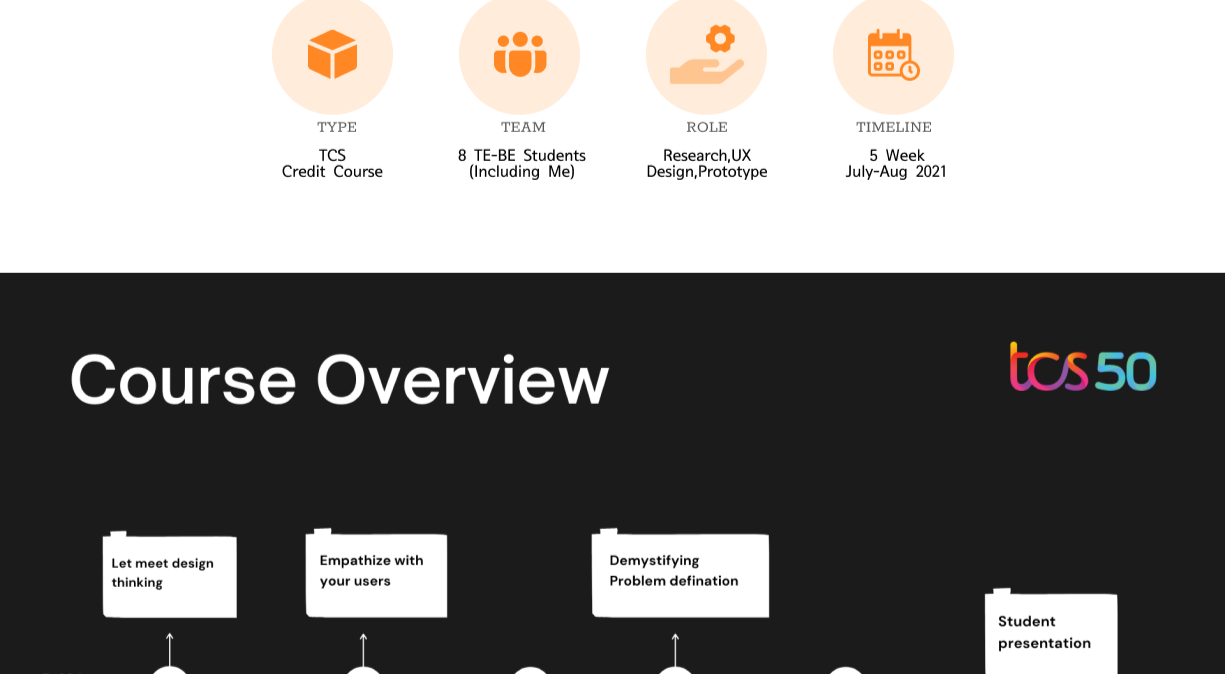 TYPE
TEAM
ROLE
TIMELINE
TCS
Credit Course
8 TE-BE Students
(Including Me)
Research,UX
Design,Prototype
5 Week
July-Aug 2021
Course Overview
tcs 50
Let meet design
thinking
Empathize with
your users
Demystifying
Problem defination
Student
presentation